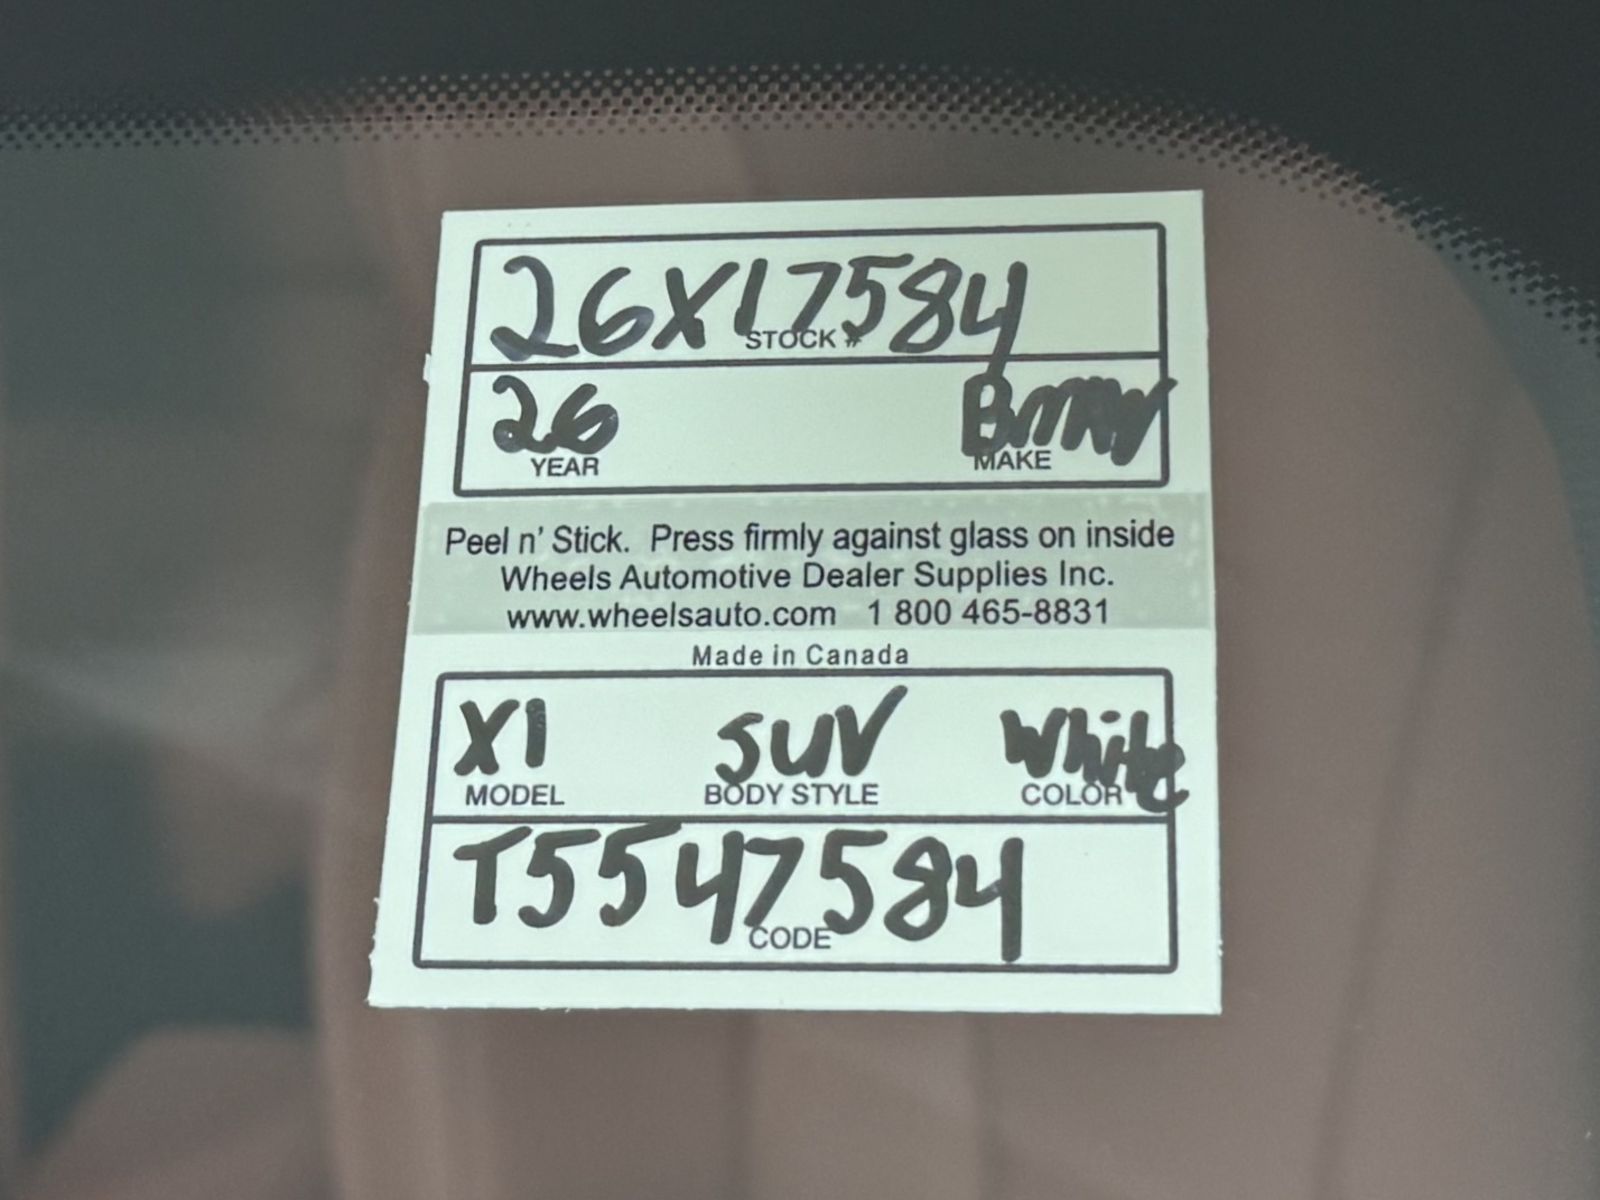 26X17584
STOCK #
26 BMW
YEAR MAKE
Peel n' Stick. Press firmly against glass on inside
Wheels Automotive Dealer Supplies Inc.
www.wheelsauto.com 1 800 465-8831
Made in Canada
X1 SUV White
MODEL BODY STYLE COLOR
T5547584
CODE